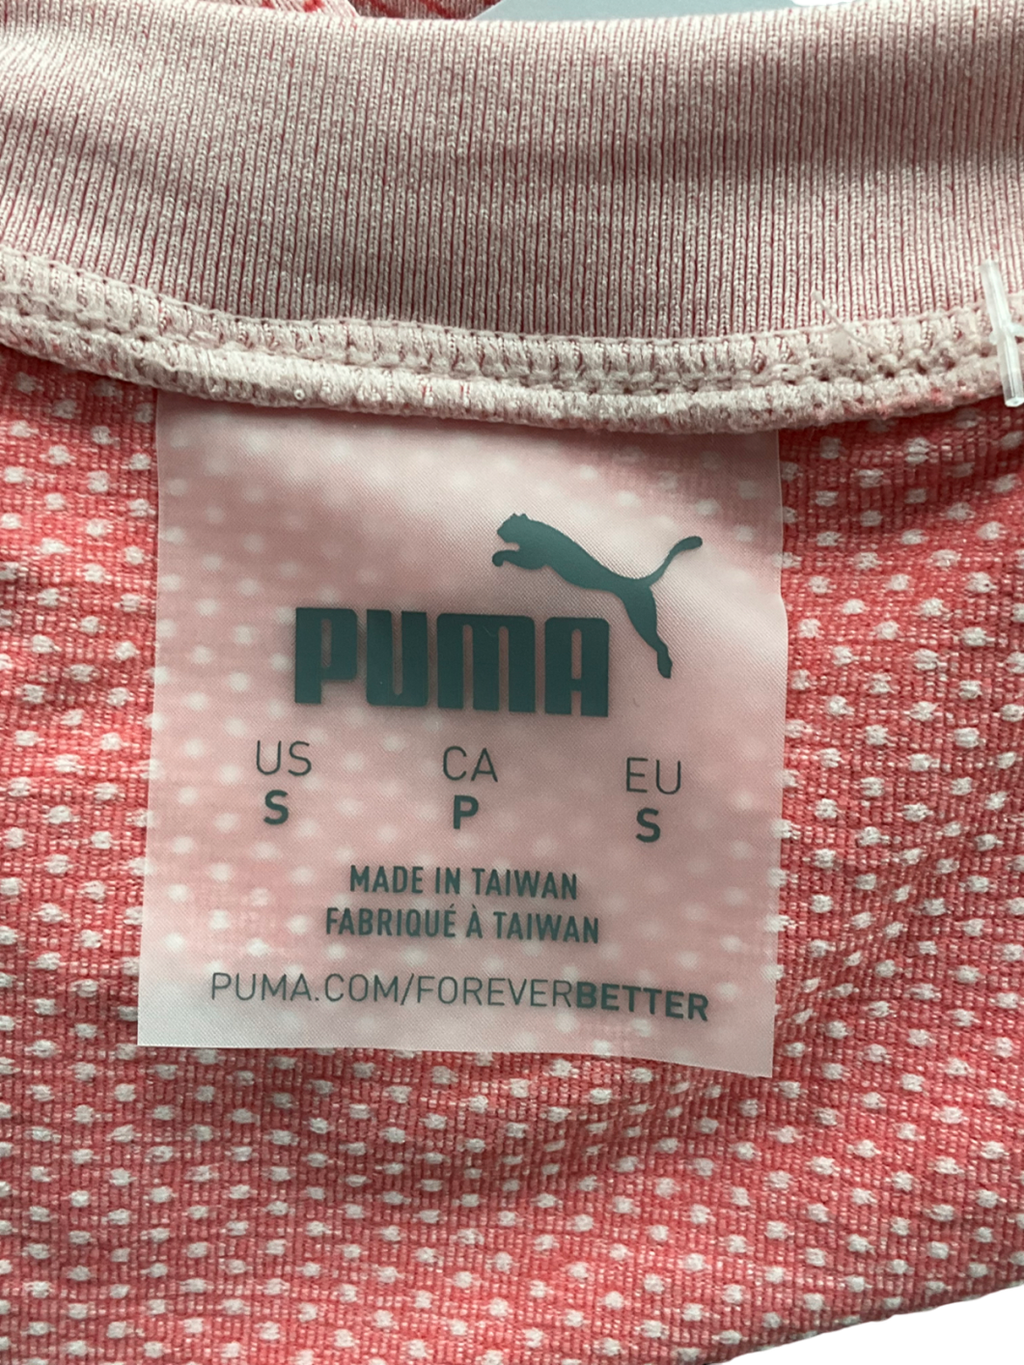 PUMA
US CA EU
S P S
MADE IN TAIWAN
FABRIQUÉ À TAIWAN
PUMA.COM/FOREVERBETTER